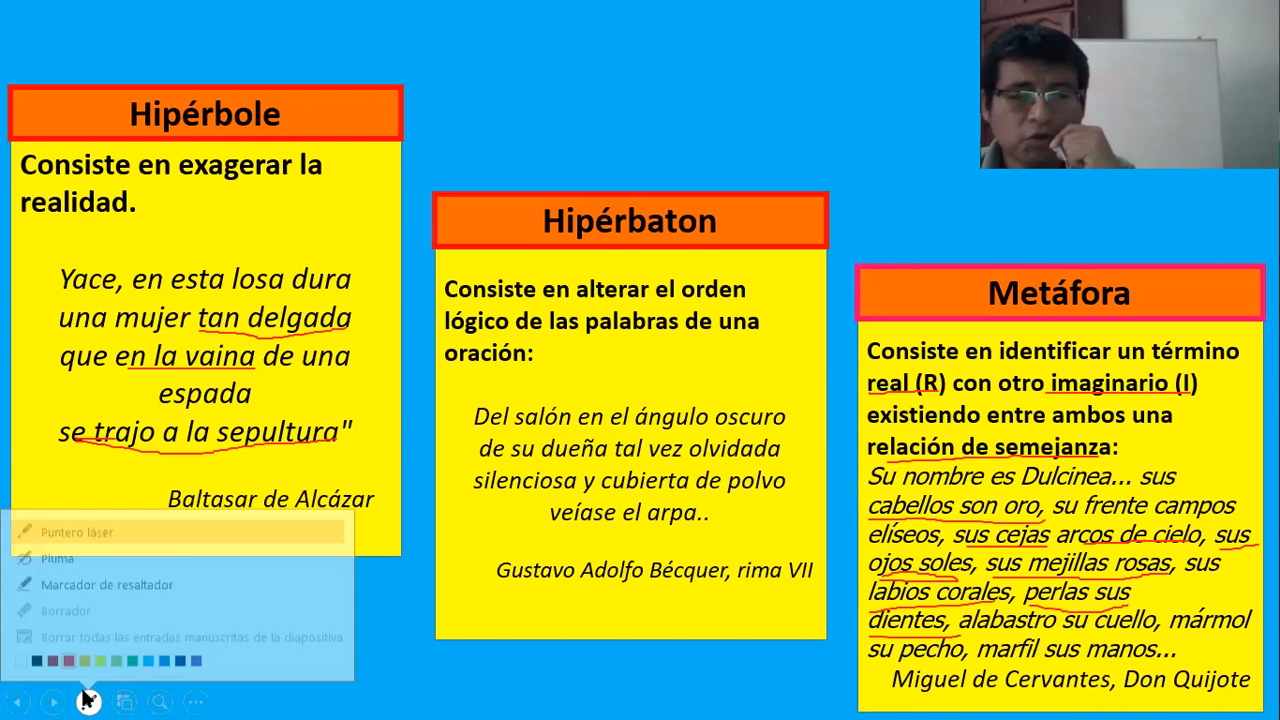 Hipérbole
Consiste en exagerar la
realidad.
Yace, en esta losa dura
una mujer tan delgada
que en la vaina de una
espada
se trajo a la sepultura"
Baltasar de Alcázar
Puntero láser
Pluma
Marcador de resaltador
Borrador
Borrar todas las entradas manuscritas de la diapositiva
Hipérbaton
Consiste en alterar el orden
lógico de las palabras de una
oración:
Del salón en el ángulo oscuro
de su dueña tal vez olvidada
silenciosa y cubierta de polvo
veíase el arpa..
Gustavo Adolfo Bécquer, rima VII
Metáfora
Consiste en identificar un término
real (R) con otro imaginario (I)
existiendo entre ambos una
relación de semejanza:
Su nombre es Dulcinea... sus
cabellos son oro, su frente campos
elíseos, sus cejas arcos de cielo, sus
ojos soles, sus mejillas rosas, sus
labios corales, perlas sus
dientes, alabastro su cuello, mármol
su pecho, marfil sus manos...
Miguel de Cervantes, Don Quijote